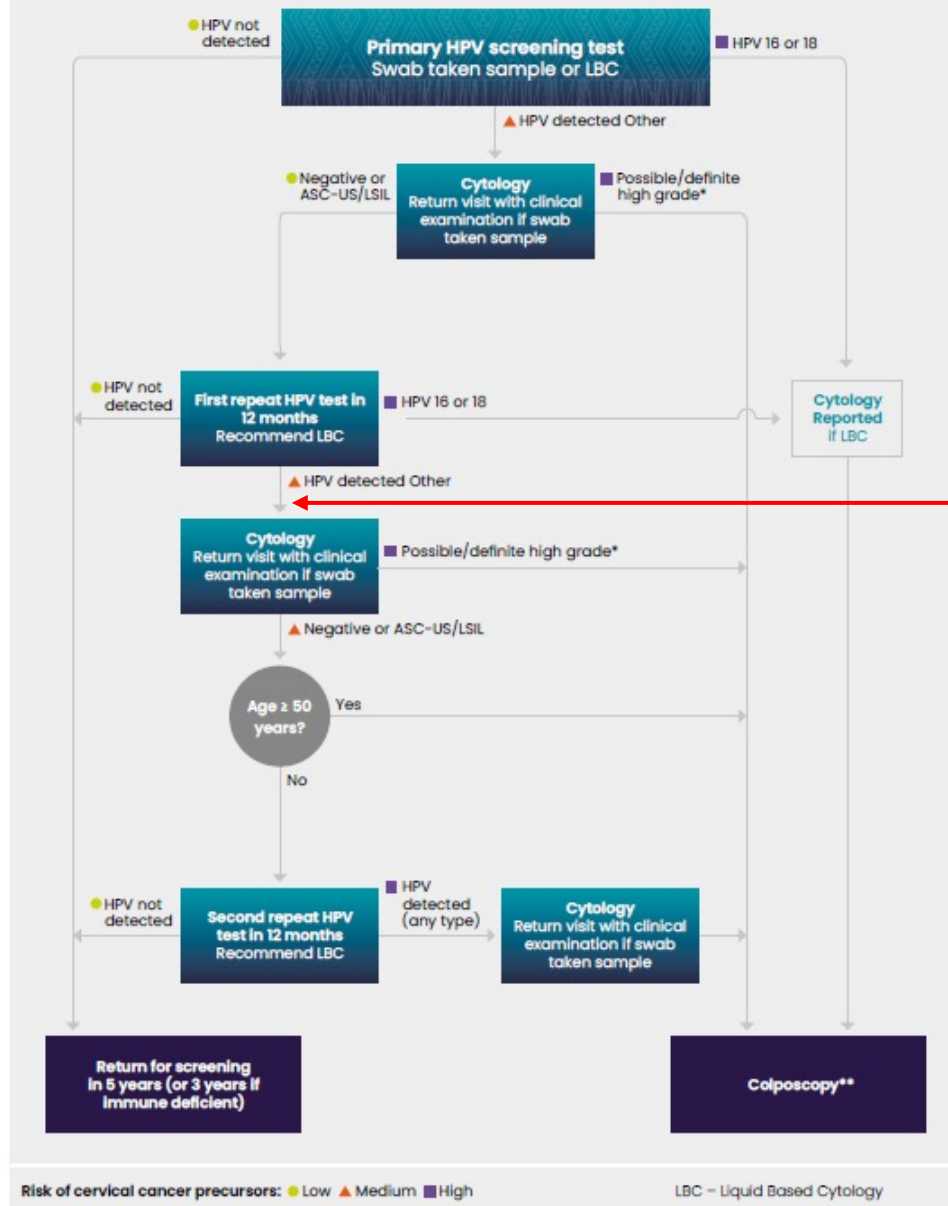 HPV not
detected
Primary HPV screening test
Swab taken sample or LBC
HPV 16 or 18
HPV detected Other
Negative or
ASC-US/LSIL
Cytology
Return visit with clinical
examination if swab
taken sample
Possible/definite
high grade*
HPV not
detected
First repeat HPV test in
12 months
Recommend LBC
HPV 16 or 18
Cytology
Reported
if LBC
HPV detected Other
Cytology
Return visit with clinical
examination if swab
taken sample
Possible/definite high grade*
Negative or ASC-US/LSIL
Age ≥ 50
years?
Yes
No
HPV not
detected
Second repeat HPV
test in 12 months
Recommend LBC
HPV
detected
(any type)
Cytology
Return visit with clinical
examination if swab
taken sample
Return for screening
in 5 years (or 3 years if
immune deficient)
Colposcopy**
Risk of cervical cancer precursors: Low Medium High
LBC – Liquid Based Cytology